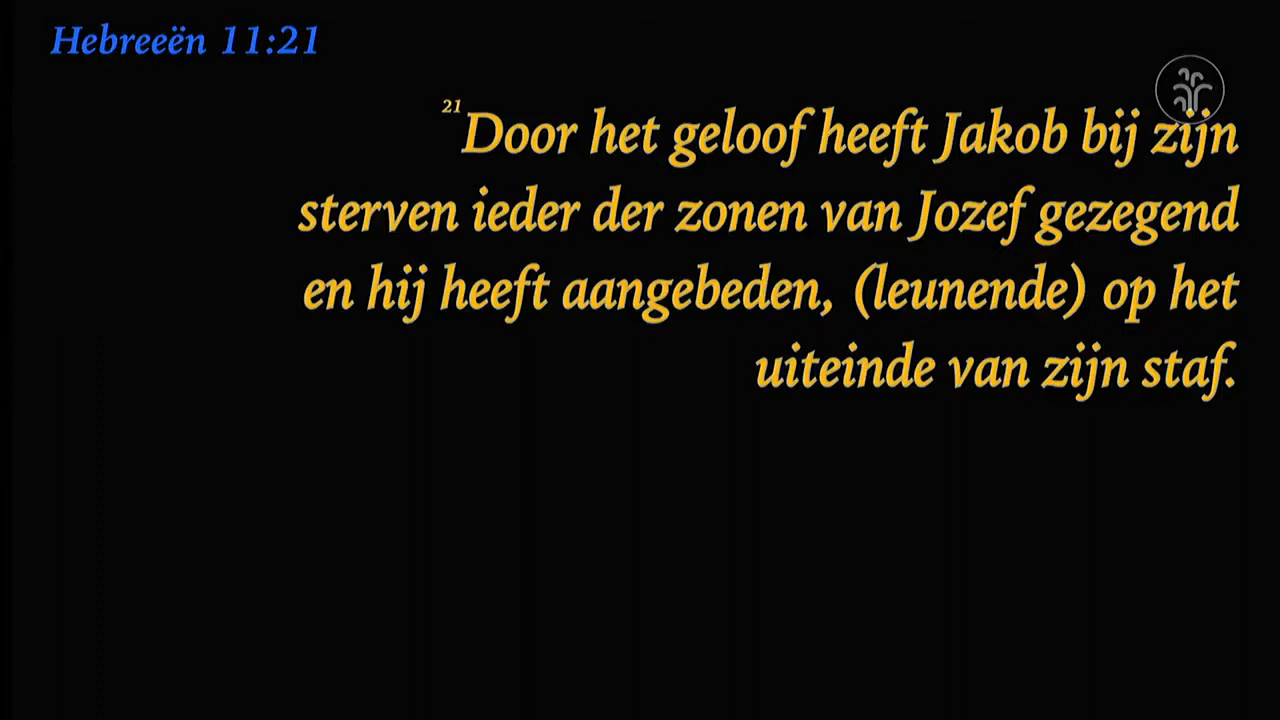 Hebreeën 11:21
21Door het geloof heeft Jakob bij zijn
sterven ieder der zonen van Jozef gezegend
en hij heeft aangebeden, (leunende) op het
uiteinde van zijn staf.